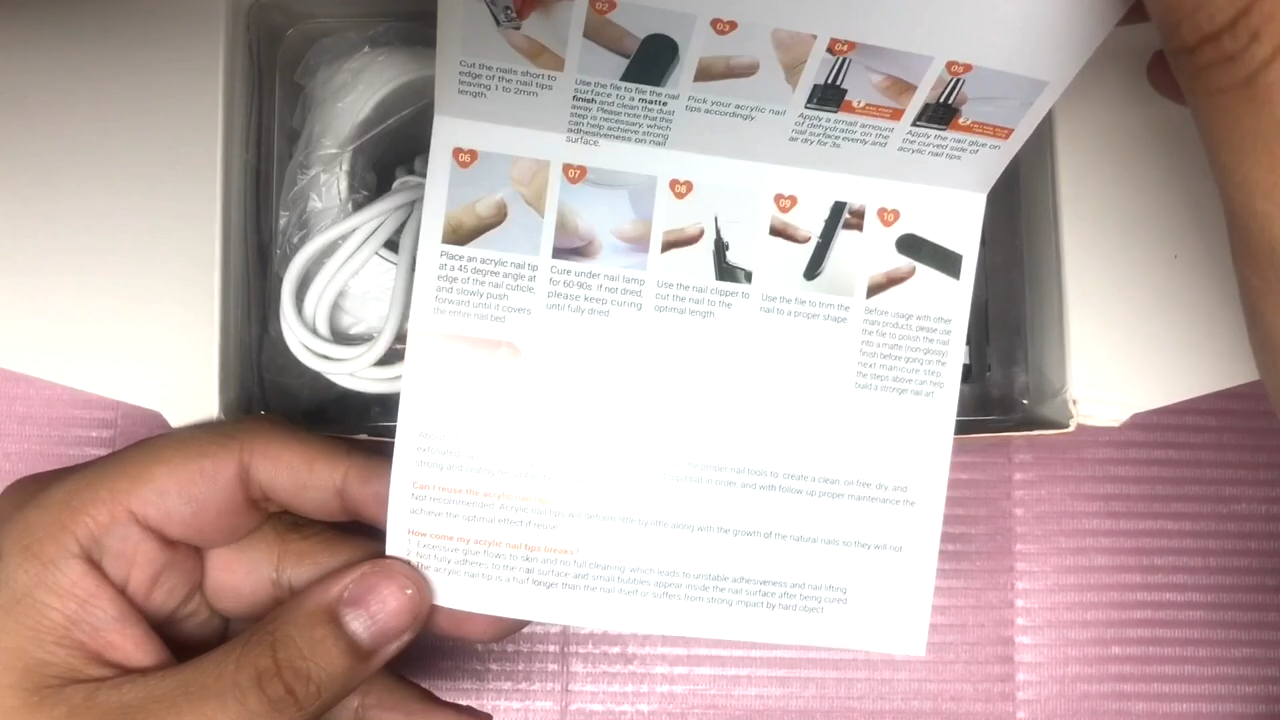 02
03
04
05
Cut the nails short to
edge of the nail tips
leaving 1 to 2mm
length.
Use the file to file the nail
surface to a matte
finish and clean the dust
away. Please note that this
step is necessary, which
can help achieve strong
adhesiveness on nail
surface.
Pick your acrylic nail
tips accordingly.
Apply a small amount
of dehydrator on the
nail surface evenly and
air dry for 3s.
Apply the nail glue on
the curved side of
acrylic nail tips.
06
07
08
09
10
Place an acrylic nail tip
at a 45 degree angle at
edge of the nail cuticle,
and slowly push
forward until it covers
the entire nail bed.
Cure under nail lamp
for 60-90s. If not dried,
please keep curing
until fully dried.
Use the nail clipper to
cut the nail to the
optimal length.
Use the file to trim the
nail to a proper shape.
Before usage with other
mani products, please use
the file to polish the nail
into a matte (non-glossy)
finish before going on the
next manicure step,
the steps above can help
build a stronger nail art.
proper nail tools to create a clean, oil-free, dry, and
exfoliated
strong and in order, and with follow up proper maintenance the
Can I reuse the acrylic nail
Not recommended. Acrylic nail tips will deform little by little along with the growth of the natural nails so they will not
achieve the optimal effect if reuse.
How come my acrylic nail tips breaks?
1. Excessive glue flows to skin and no full cleaning, which leads to unstable adhesiveness and nail lifting
2. Not fully adheres to the nail surface and small bubbles appear inside the nail surface after being cured
The acrylic nail tip is a half longer than the nail itself or suffers from strong impact by hard object